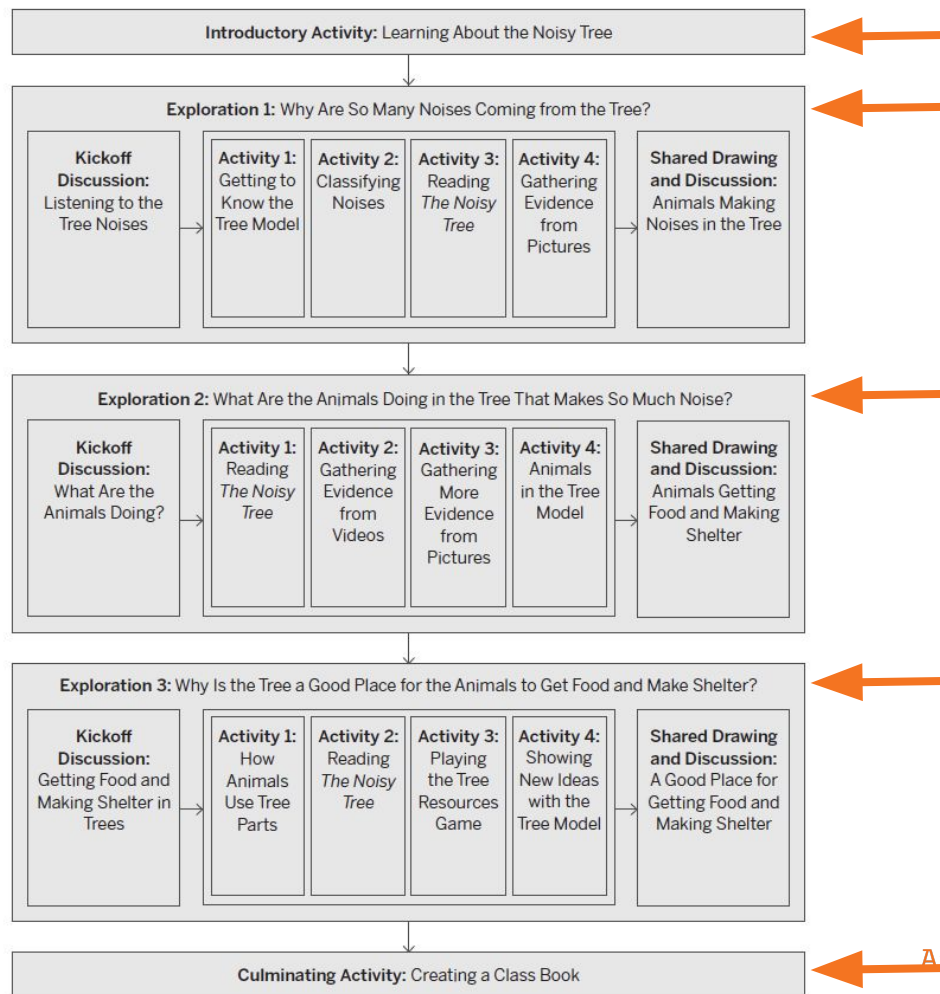 Introductory Activity: Learning About the Noisy Tree
Exploration 1: Why Are So Many Noises Coming from the Tree?
Kickoff
Discussion:
Listening to the
Tree Noises
Activity 1:
Getting to
Know the
Tree Model
Activity 2:
Classifying
Noises
Activity 3:
Reading
The Noisy
Tree
Activity 4:
Gathering
Evidence
from
Pictures
Shared Drawing
and Discussion:
Animals Making
Noises in the Tree
Exploration 2: What Are the Animals Doing in the Tree That Makes So Much Noise?
Kickoff
Discussion:
What Are the
Animals Doing?
Activity 1:
Reading
The Noisy
Tree
Activity 2:
Gathering
Evidence
from
Videos
Activity 3:
Gathering
More
Evidence
from
Pictures
Activity 4:
Animals
in the Tree
Model
Shared Drawing
and Discussion:
Animals Getting
Food and Making
Shelter
Exploration 3: Why Is the Tree a Good Place for the Animals to Get Food and Make Shelter?
Kickoff
Discussion:
Getting Food and
Making Shelter in
Trees
Activity 1:
How
Animals
Use Tree
Parts
Activity 2:
Reading
The Noisy
Tree
Activity 3:
Playing
the Tree
Resources
Game
Activity 4:
Showing
New Ideas
with the
Tree Model
Shared Drawing
and Discussion:
A Good Place for
Getting Food and
Making Shelter
Culminating Activity: Creating a Class Book
A